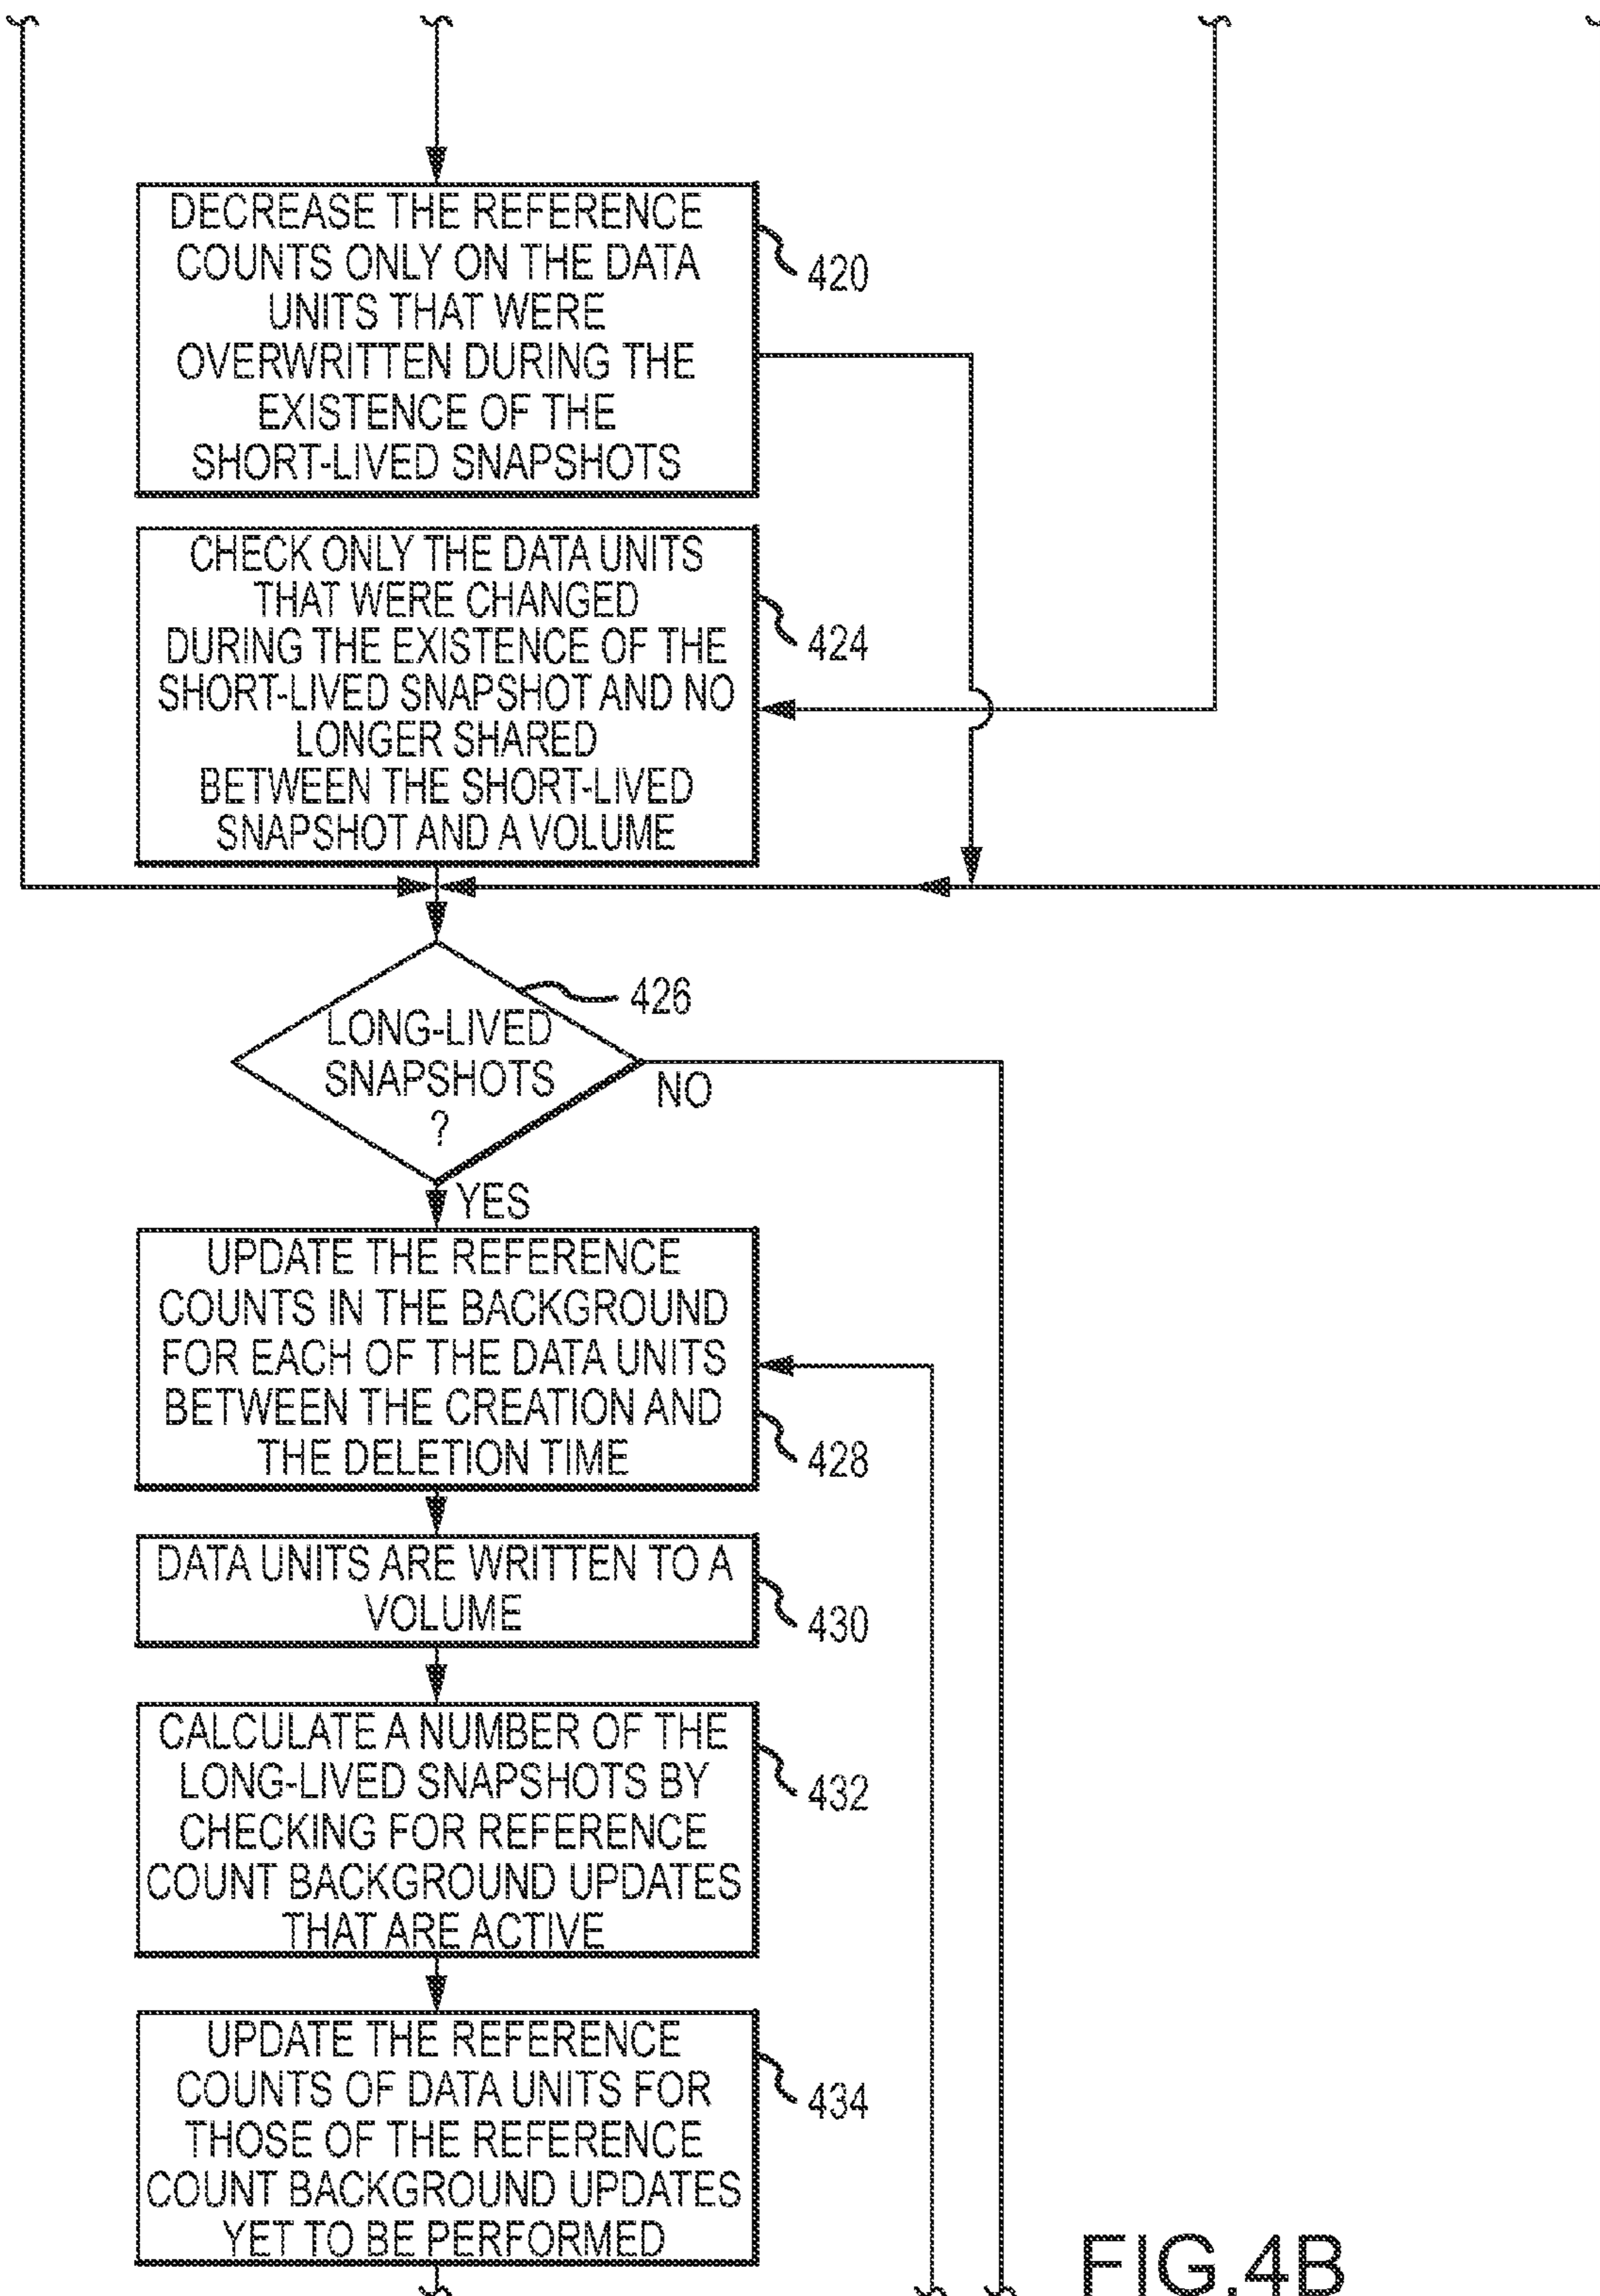 DECREASE THE REFERENCE
COUNTS ONLY ON THE DATA
UNITS THAT WERE
OVERWRITTEN DURING THE
EXISTENCE OF THE
SHORT-LIVED SNAPSHOTS
420
CHECK ONLY THE DATA UNITS
THAT WERE CHANGED
DURING THE EXISTENCE OF THE
SHORT-LIVED SNAPSHOT AND NO
LONGER SHARED
BETWEEN THE SHORT-LIVED
SNAPSHOT AND A VOLUME
424
426
LONG-LIVED
SNAPSHOTS
?
NO
YES
UPDATE THE REFERENCE
COUNTS IN THE BACKGROUND
FOR EACH OF THE DATA UNITS
BETWEEN THE CREATION AND
THE DELETION TIME
428
DATA UNITS ARE WRITTEN TO A
VOLUME
430
CALCULATE A NUMBER OF THE
LONG-LIVED SNAPSHOTS BY
CHECKING FOR REFERENCE
COUNT BACKGROUND UPDATES
THAT ARE ACTIVE
432
UPDATE THE REFERENCE
COUNTS OF DATA UNITS FOR
THOSE OF THE REFERENCE
COUNT BACKGROUND UPDATES
YET TO BE PERFORMED
434
FIG.4B